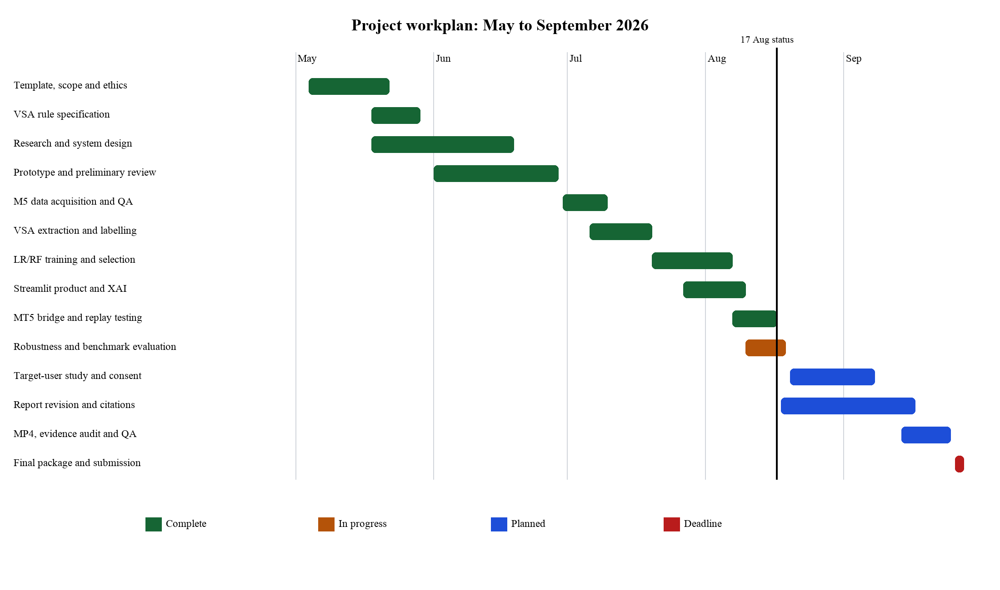 Project workplan: May to September 2026
17 Aug status
May Jun Jul Aug Sep
Template, scope and ethics
VSA rule specification
Research and system design
Prototype and preliminary review
M5 data acquisition and QA
VSA extraction and labelling
LR/RF training and selection
Streamlit product and XAI
MT5 bridge and replay testing
Robustness and benchmark evaluation
Target-user study and consent
Report revision and citations
MP4, evidence audit and QA
Final package and submission
Complete In progress Planned Deadline